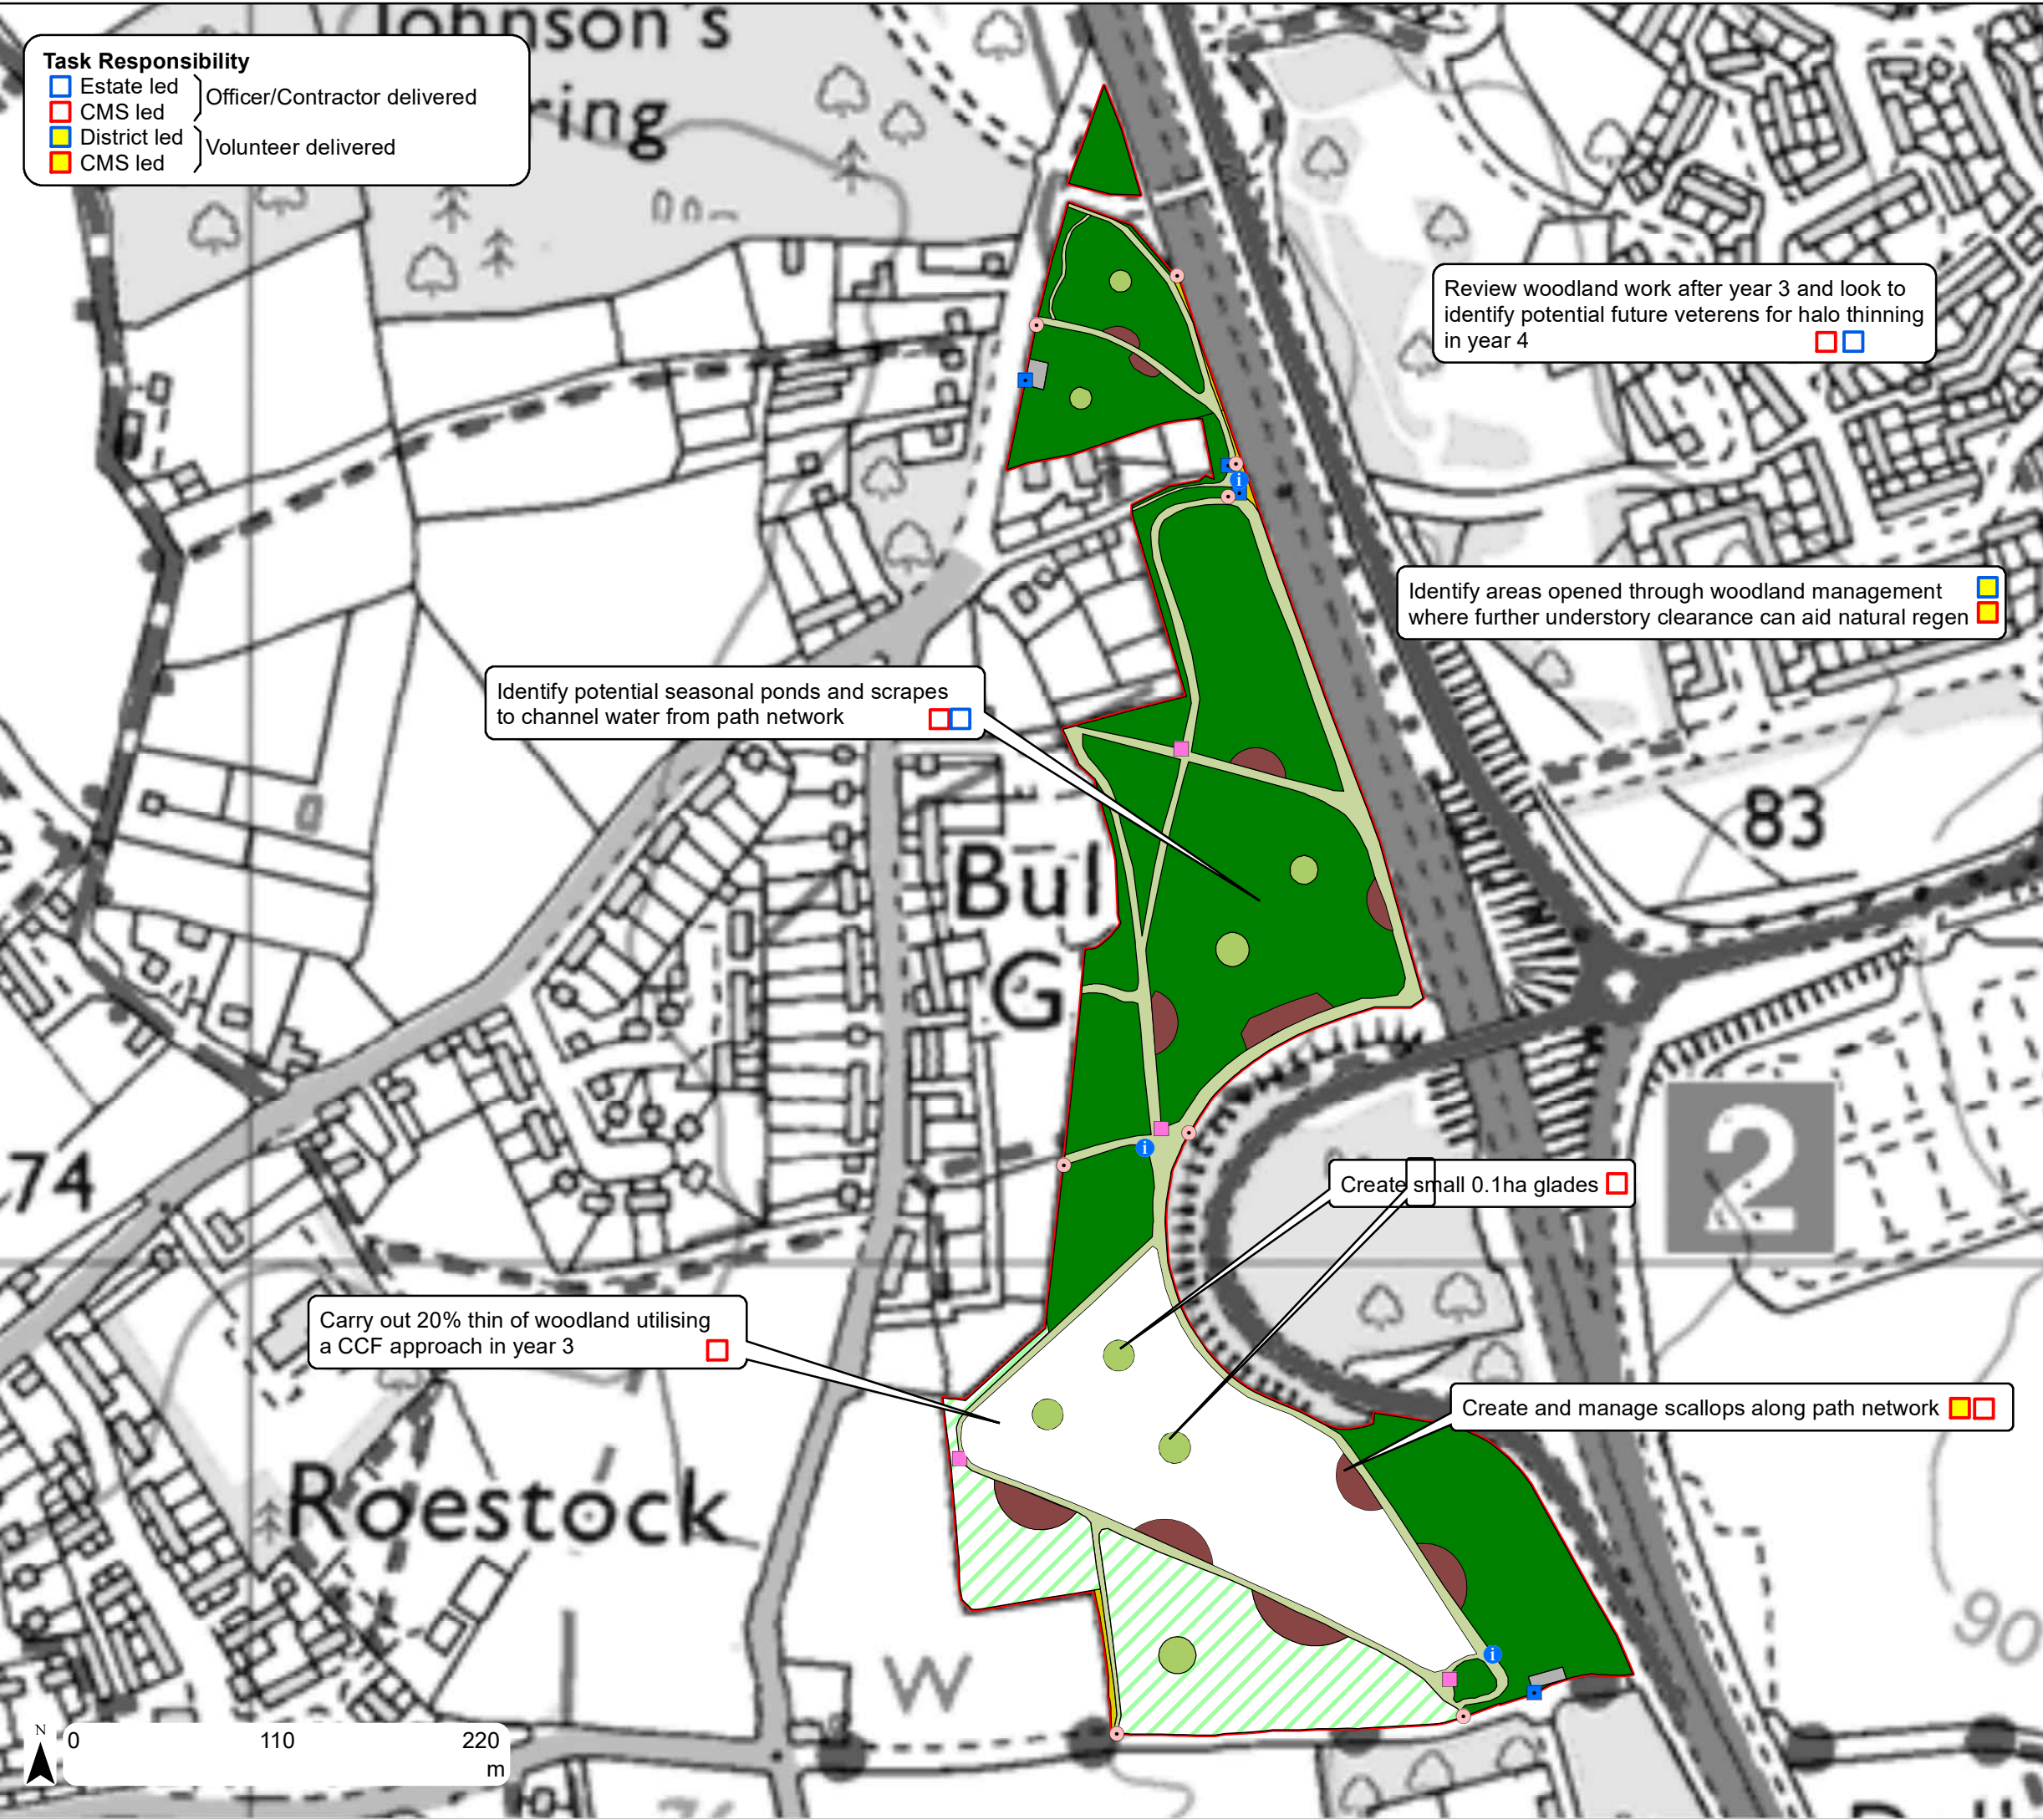 Johnson's
ring
Task Responsibility
Estate led
CMS led
Officer/Contractor delivered
District led
CMS led
Volunteer delivered
Review woodland work after year 3 and look to
identify potential future veterens for halo thinning
in year 4
Identify areas opened through woodland management
where further understory clearance can aid natural regen
Identify potential seasonal ponds and scrapes
to channel water from path network
83
Bul
G
2
74
Create small 0.1ha glades
Carry out 20% thin of woodland utilising
a CCF approach in year 3
Create and manage scallops along path network
Roestock
90
W
N
0 110 220
m